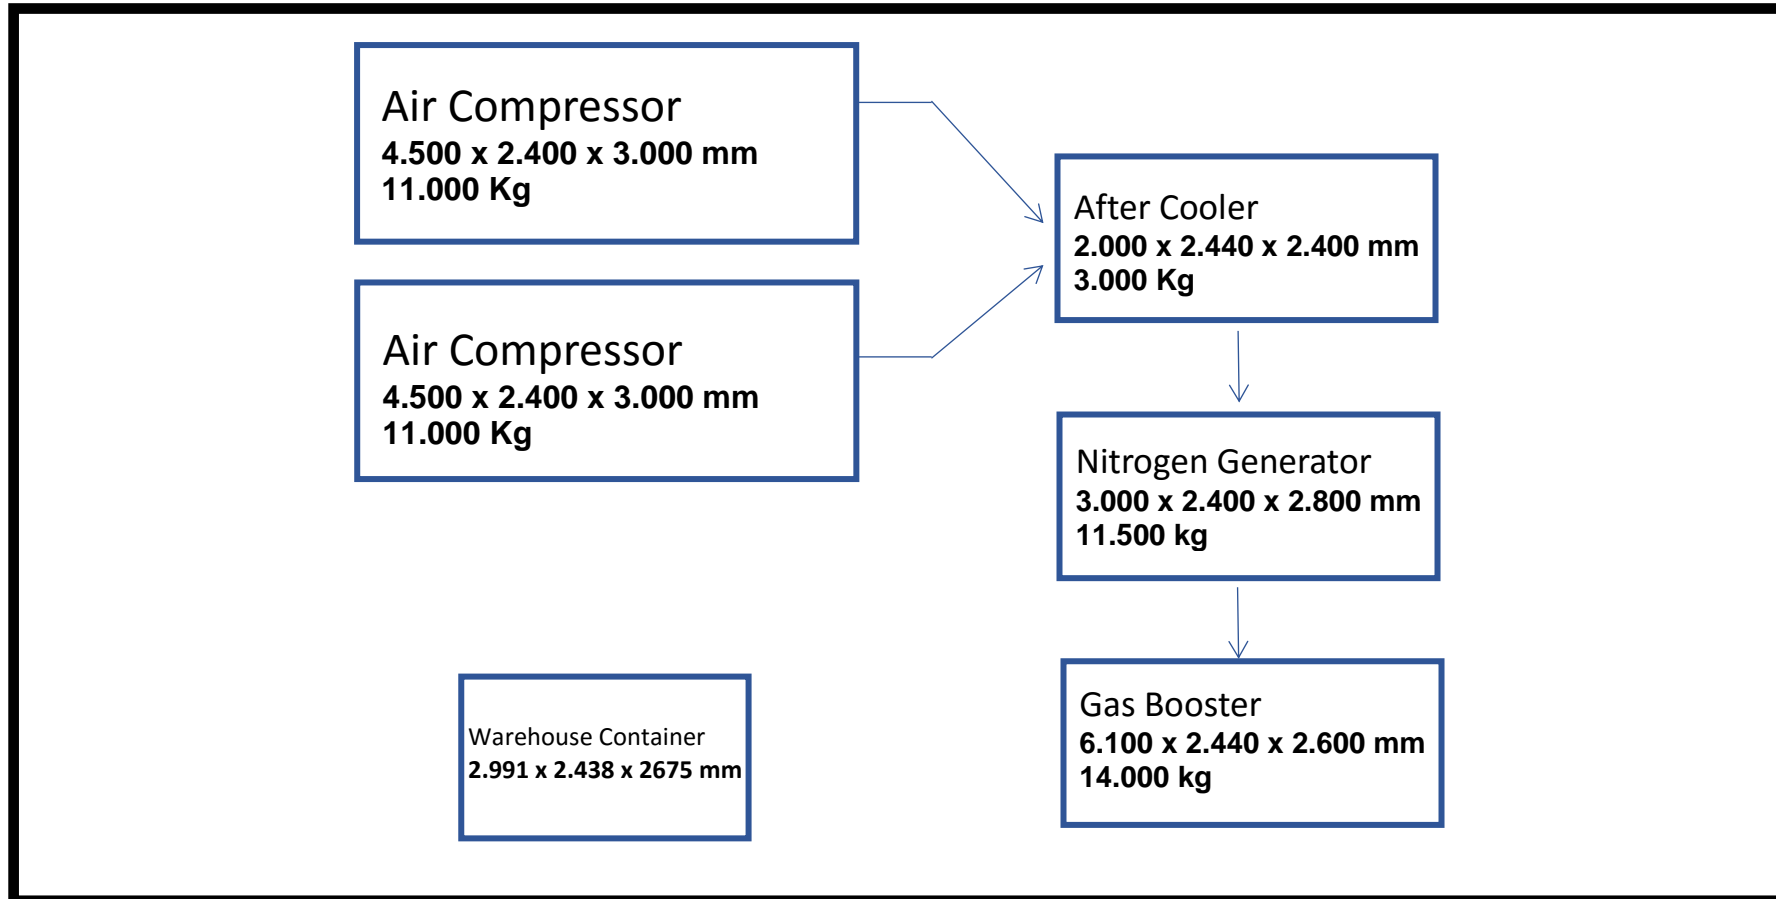 Air Compressor
4.500 x 2.400 x 3.000 mm
11.000 Kg
Air Compressor
4.500 x 2.400 x 3.000 mm
11.000 Kg
After Cooler
2.000 x 2.440 x 2.400 mm
3.000 Kg
Nitrogen Generator
3.000 x 2.400 x 2.800 mm
11.500 kg
Gas Booster
6.100 x 2.440 x 2.600 mm
14.000 kg
Warehouse Container
2.991 x 2.438 x 2675 mm